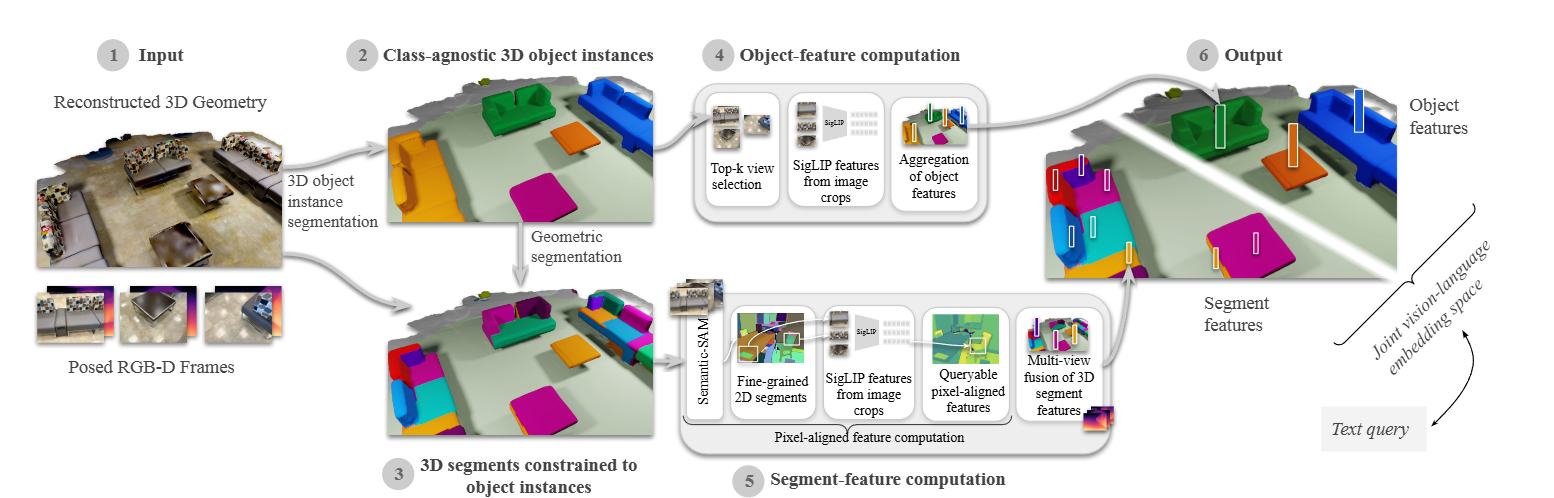 1 Input
Reconstructed 3D Geometry
Posed RGB-D Frames
3D object
instance
segmentation
2 Class-agnostic 3D object instances
Geometric
segmentation
3 3D segments constrained to
object instances
4 Object-feature computation
Top-k view
selection
SigLIP
SigLIP features
from image
crops
Aggregation
of object
features
5 Segment-feature computation
Semantic-SAM
Fine-grained
2D segments
SigLIP
SigLIP features
from image
crops
Queryable
pixel-aligned
features
Multi-view
fusion of 3D
segment
features
Pixel-aligned feature computation
6 Output
Object
features
Segment
features
Joint vision-language
embedding space
Text query